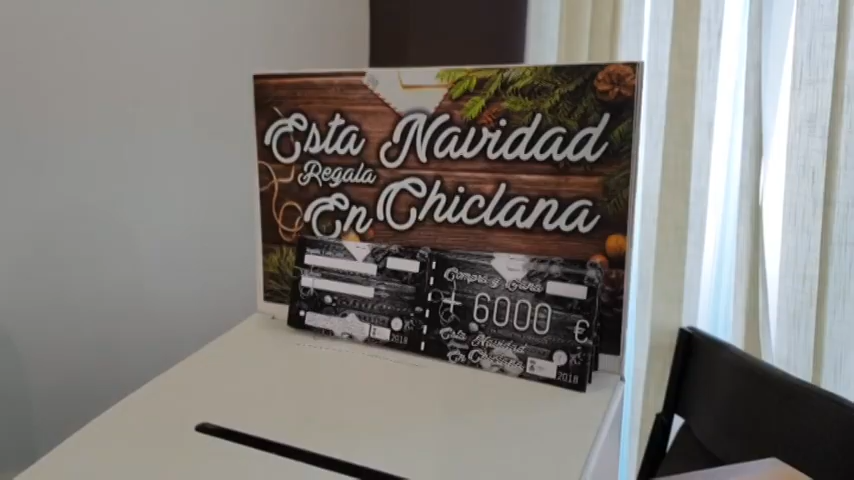 Esta Navidad
Regala
En Chiclana
2018
Compra y Gana
+ 6000 €
Esta Navidad
En Chiclana
2018